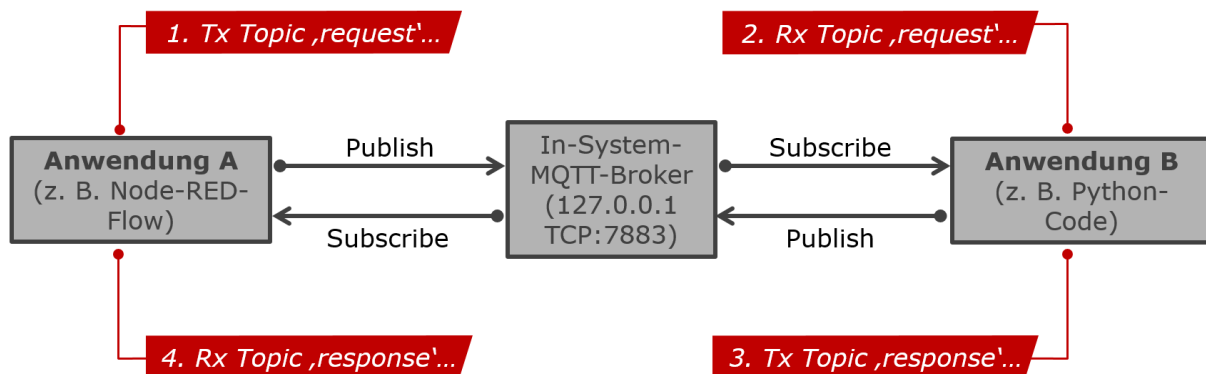 1. Tx Topic ‚request‘...
2. Rx Topic ‚request‘...
Anwendung A
(z. B. Node-RED-
Flow)
Publish
Subscribe
In-System-
MQTT-Broker
(127.0.0.1
TCP:7883)
Subscribe
Publish
Anwendung B
(z. B. Python-
Code)
4. Rx Topic ‚response‘...
3. Tx Topic ‚response‘...